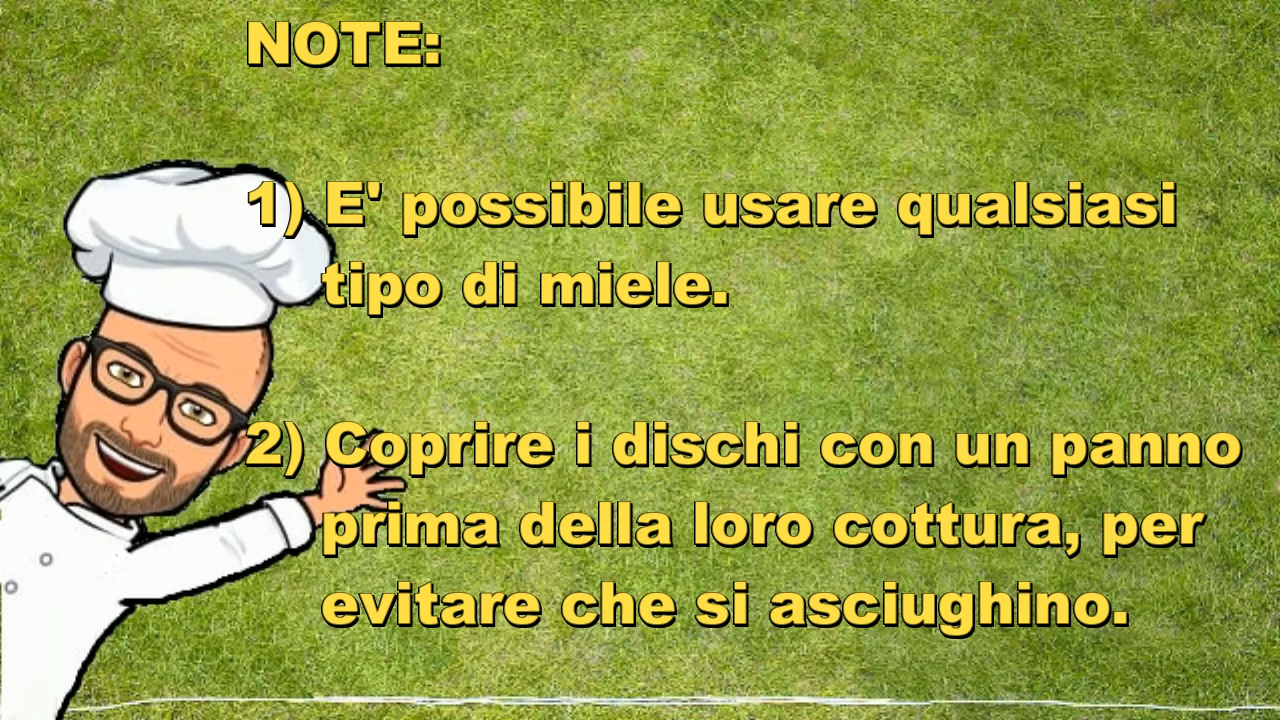 NOTE:
1) E' possibile usare qualsiasi
tipo di miele.
2) Coprire i dischi con un panno
prima della loro cottura, per
evitare che si asciughino.